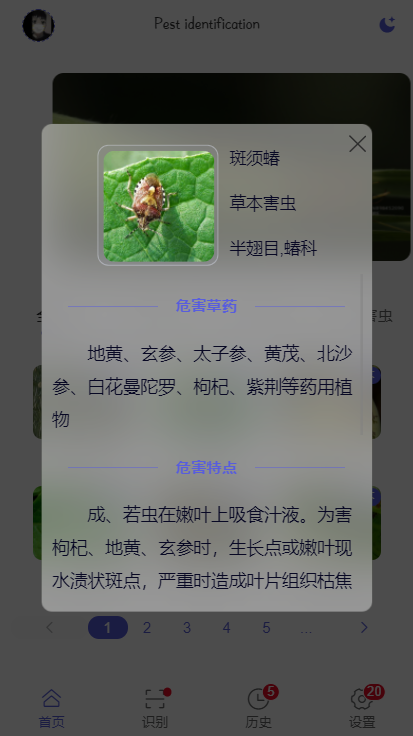 Pest identification
斑须蝽
草本害虫
半翅目,蝽科
危害草药
地黄、玄参、太子参、黄茂、北沙
参、白花曼陀罗、枸杞、紫荆等药用植
物
危害特点
成、若虫在嫩叶上吸食汁液。为害
枸杞、地黄、玄参时，生长点或嫩叶现
水渍状斑点，严重时造成叶片组织枯焦
害虫
1 2 3 4 5 ...
5 20
首页 识别 历史 设置